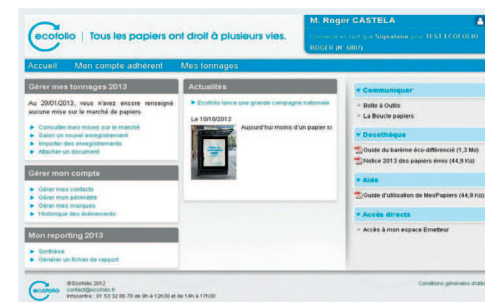 ecofolio | Tous les papiers ont droit à plusieurs vies.
M. Roger CASTELA
Connecté en tant que Signataire pour TEST ECOFOLIO
Accueil Mon compte adhérent Mes tonnages
Gérer mes tonnages 2013
Au 29/01/2013, vous n'avez encore renseigné
aucune mise sur le marché de papiers.
Consulter mes mises sur le marché
Saisir un nouvel enregistrement
Importer des enregistrements
Attacher un document
Gérer mon compte
Gérer mes contacts
Gérer mon périmètre
Gérer mes marques
Historique des événements
Mon reporting 2013
Synthèse
Générer un fichier de rapport
Actualités
Ecofolio lance une grande campagne nationale
Le 10/10/2012
Aujourd'hui moins d'un papier si
Communiquer
Boîte à Outils
La Boucle papiers
Docothèque
Guide du barème éco-différencié (1,3 Mo)
Notice 2013 des papiers émis (44,9 Ko)
Aide
Guide d'utilisation de MesPapiers (44,9 Ko)
Accès directs
Accès à mon espace Emetteur
ecofolio
© Ecofolio 2012
contact@ecofolio.fr
Infocentre : 01 53 32 86 70 de 9h à 12h30 et de 14h à 17h30
Conditions générales d'utilis